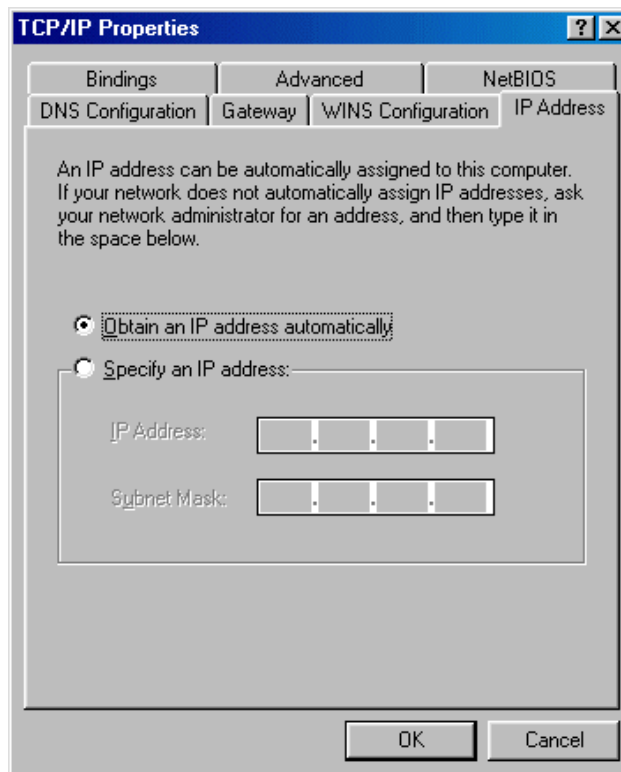 TCP/IP Properties
Bindings
Advanced
NetBIOS
DNS Configuration
Gateway
WINS Configuration
IP Address
An IP address can be automatically assigned to this computer.
If your network does not automatically assign IP addresses, ask
your network administrator for an address, and then type it in
the space below.
Obtain an IP address automatically
Specify an IP address:
IP Address:
. . .
Subnet Mask:
. . .
OK
Cancel